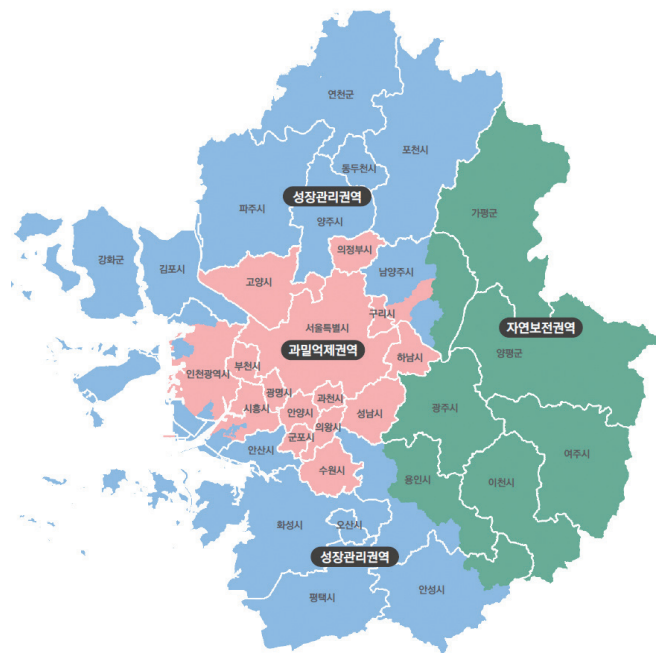 연천군
포천시
동두천시
성장관리권역
파주시
양주시
가평군
의정부시
강화군
김포시
고양시
남양주시
서울특별시
구리시
자연보전권역
과밀억제권역
하남시
양평군
인천광역시
부천시
광명시
과천시
시흥시
안양시
성남시
광주시
의왕시
군포시
안산시
여주시
수원시
용인시
이천시
화성시
오산시
성장관리권역
안성시
평택시